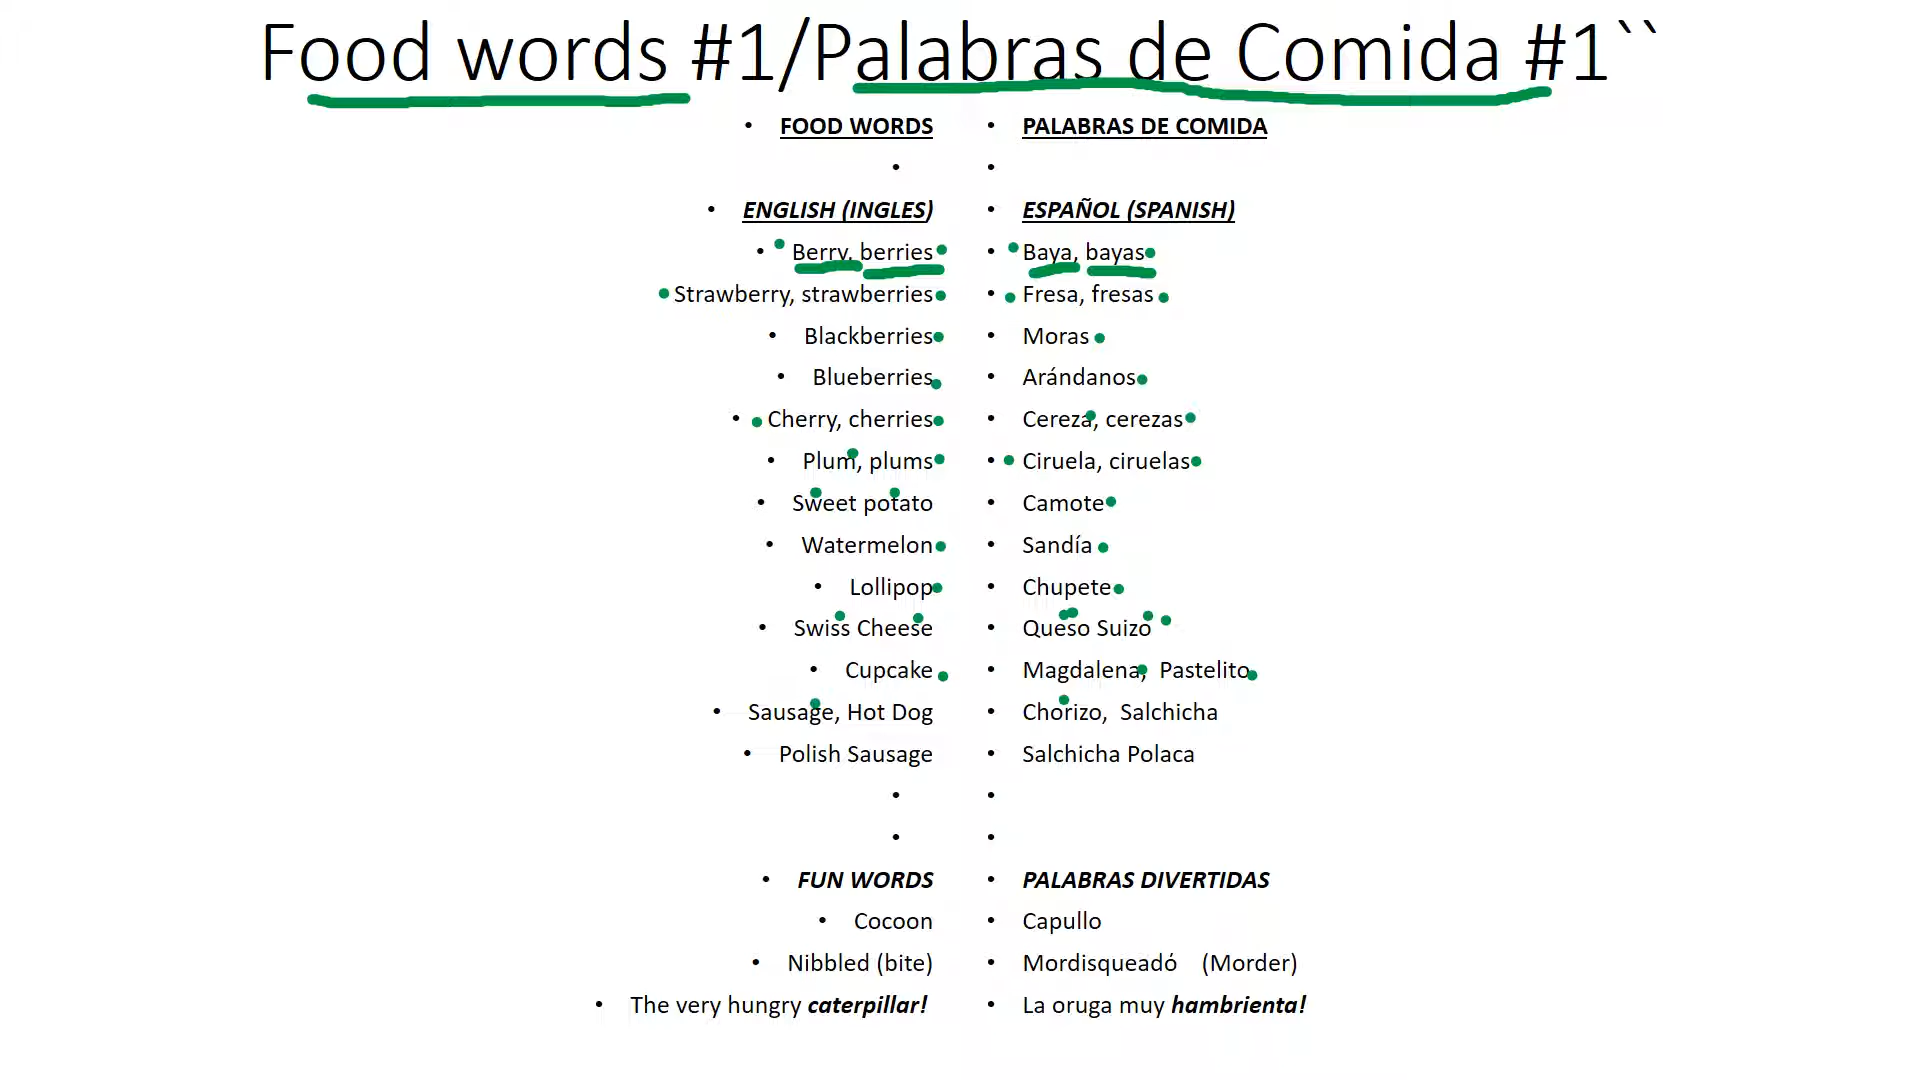 Food words #1/Palabras de Comida #1``
• FOOD WORDS
•
• ENGLISH (INGLES)
• Berry, berries
Strawberry, strawberries
• Blackberries
• Blueberries
• Cherry, cherries
• Plum, plums
• Sweet potato
• Watermelon
• Lollipop
• Swiss Cheese
• Cupcake
• Sausage, Hot Dog
• Polish Sausage
•
•
• FUN WORDS
• Cocoon
• Nibbled (bite)
• The very hungry caterpillar!
• PALABRAS DE COMIDA
•
• ESPAÑOL (SPANISH)
• Baya, bayas
• Fresa, fresas
• Moras
• Arándanos
• Cereza, cerezas
• Ciruela, ciruelas
• Camote
• Sandía
• Chupete
• Queso Suizo
• Magdalena, Pastelito
• Chorizo, Salchicha
• Salchicha Polaca
•
•
• PALABRAS DIVERTIDAS
• Capullo
• Mordisqueadó (Morder)
• La oruga muy hambrienta!